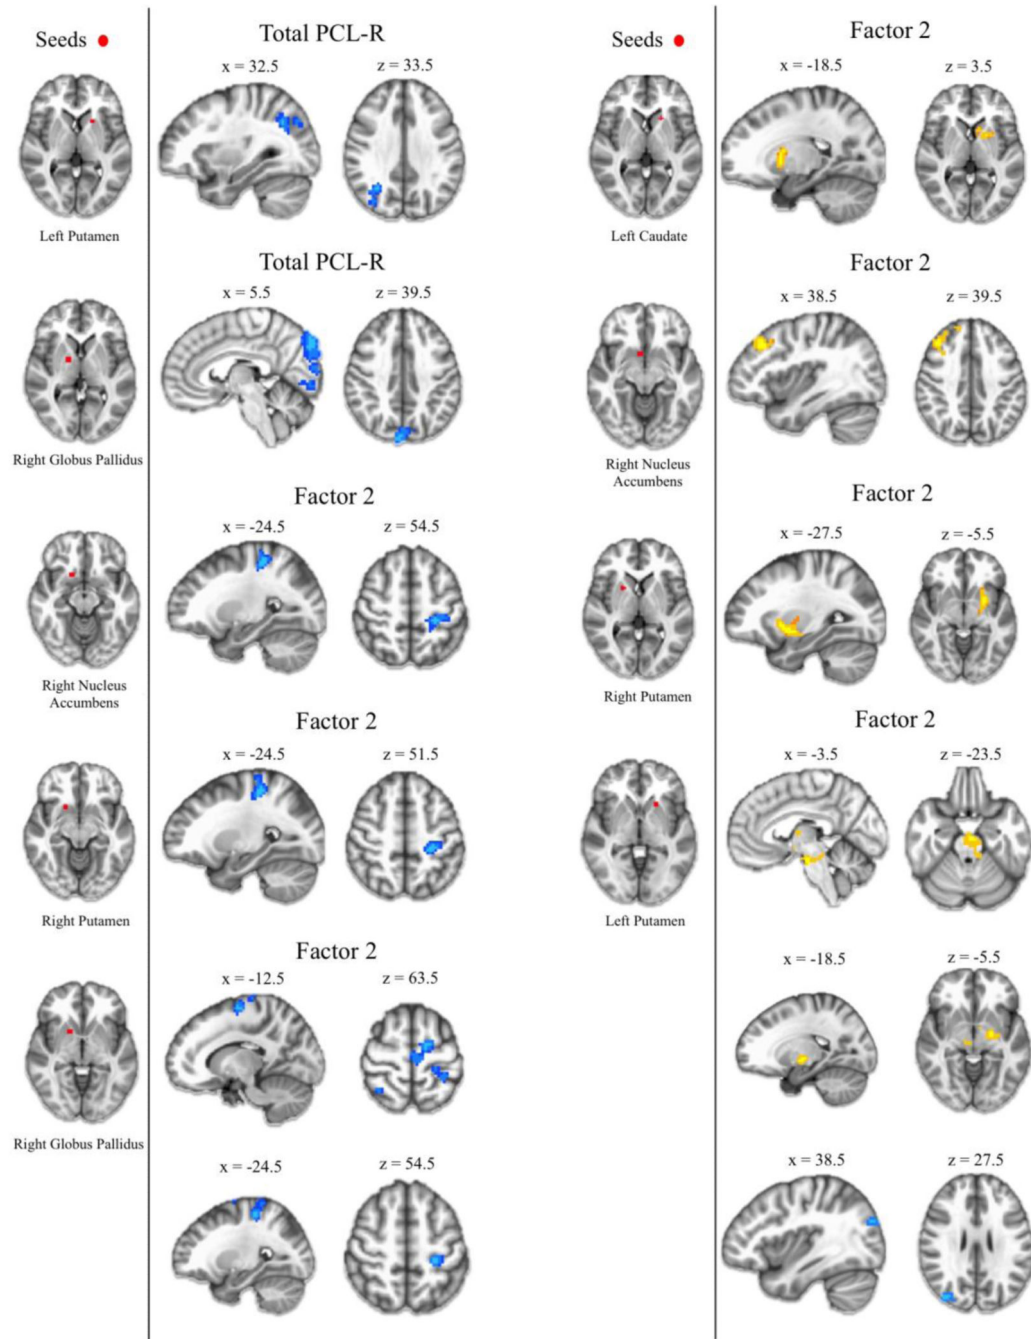 Seeds
Total PCL-R
x = 32.5 z = 33.5
Left Putamen
Total PCL-R
x = 5.5 z = 39.5
Right Globus Pallidus
Factor 2
x = -24.5 z = 54.5
Right Nucleus
Accumbens
Factor 2
x = -24.5 z = 51.5
Right Putamen
Factor 2
x = -12.5 z = 63.5
Right Globus Pallidus
x = -24.5 z = 54.5
Seeds
Factor 2
x = -18.5 z = 3.5
Left Caudate
Factor 2
x = 38.5 z = 39.5
Right Nucleus
Accumbens
Factor 2
x = -27.5 z = -5.5
Right Putamen
Factor 2
x = -3.5 z = -23.5
Left Putamen
x = -18.5 z = -5.5
x = 38.5 z = 27.5